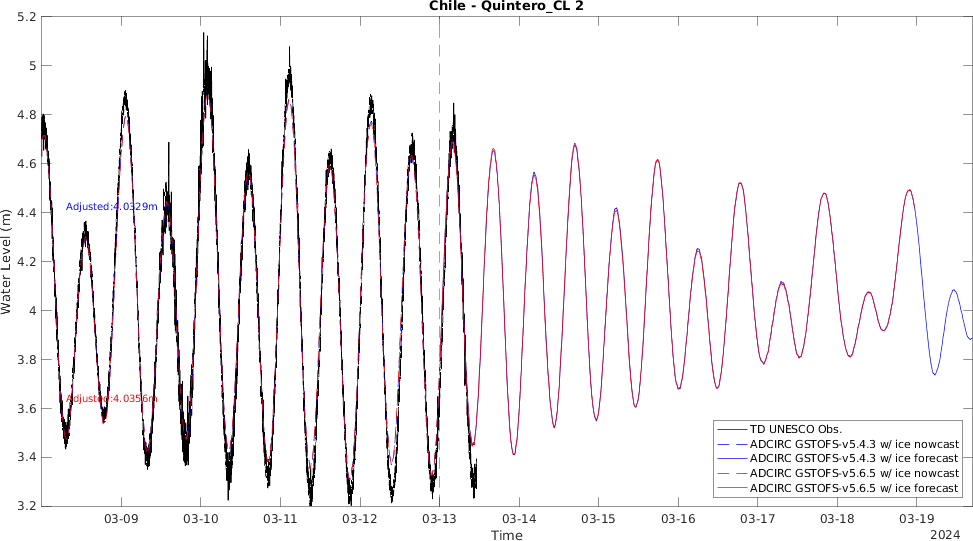 Chile - Quintero_CL 2
5.2
5
4.8
4.6
4.4
4.2
4
3.8
3.6
3.4
3.2
Water Level (m)
Adjusted:4.0329m
Adjusted:4.0356m
TD UNESCO Obs.
ADCIRC GSTOFS-v5.4.3 w/ ice nowcast
ADCIRC GSTOFS-v5.4.3 w/ ice forecast
ADCIRC GSTOFS-v5.6.5 w/ ice nowcast
ADCIRC GSTOFS-v5.6.5 w/ ice forecast
03-09 03-10 03-11 03-12 03-13 03-14 03-15 03-16 03-17 03-18 03-19
Time
2024